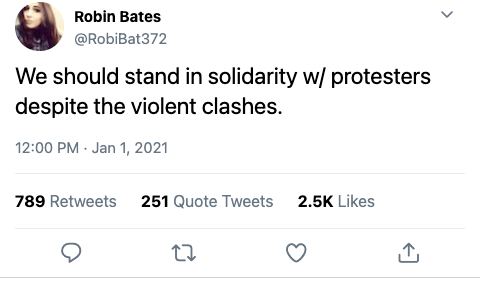 Robin Bates
@RobiBat372
We should stand in solidarity w/ protesters
despite the violent clashes.
12:00 PM · Jan 1, 2021
789 Retweets 251 Quote Tweets 2.5K Likes